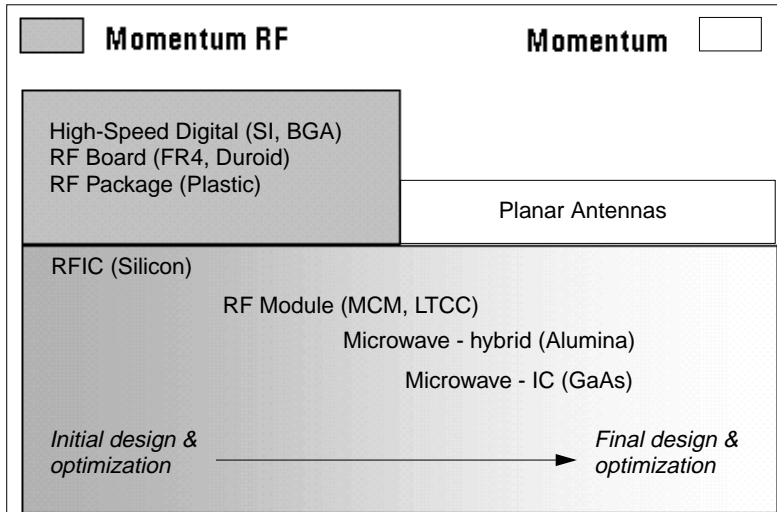 Momentum RF
Momentum
High-Speed Digital (SI, BGA)
RF Board (FR4, Duroid)
RF Package (Plastic)
Planar Antennas
RFIC (Silicon)
RF Module (MCM, LTCC)
Microwave - hybrid (Alumina)
Microwave - IC (GaAs)
Initial design &
optimization
Final design &
optimization